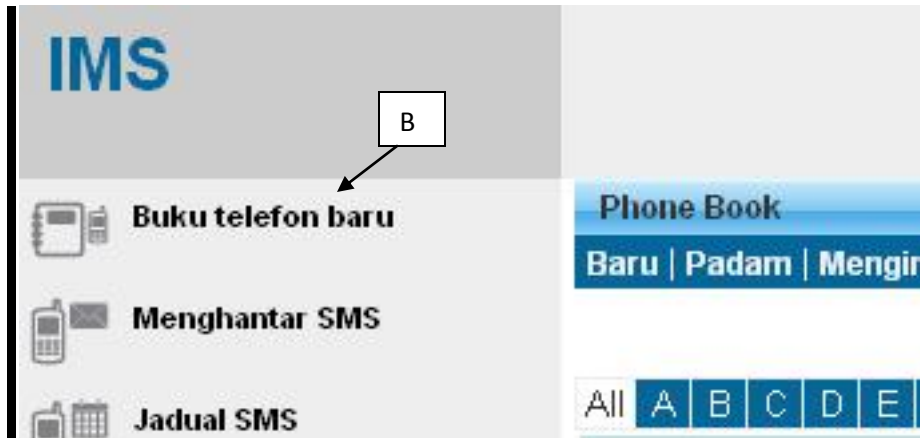 IMS
B
Buku telefon baru
Menghantar SMS
Jadual SMS
Phone Book
Baru | Padam |
All A B C D E